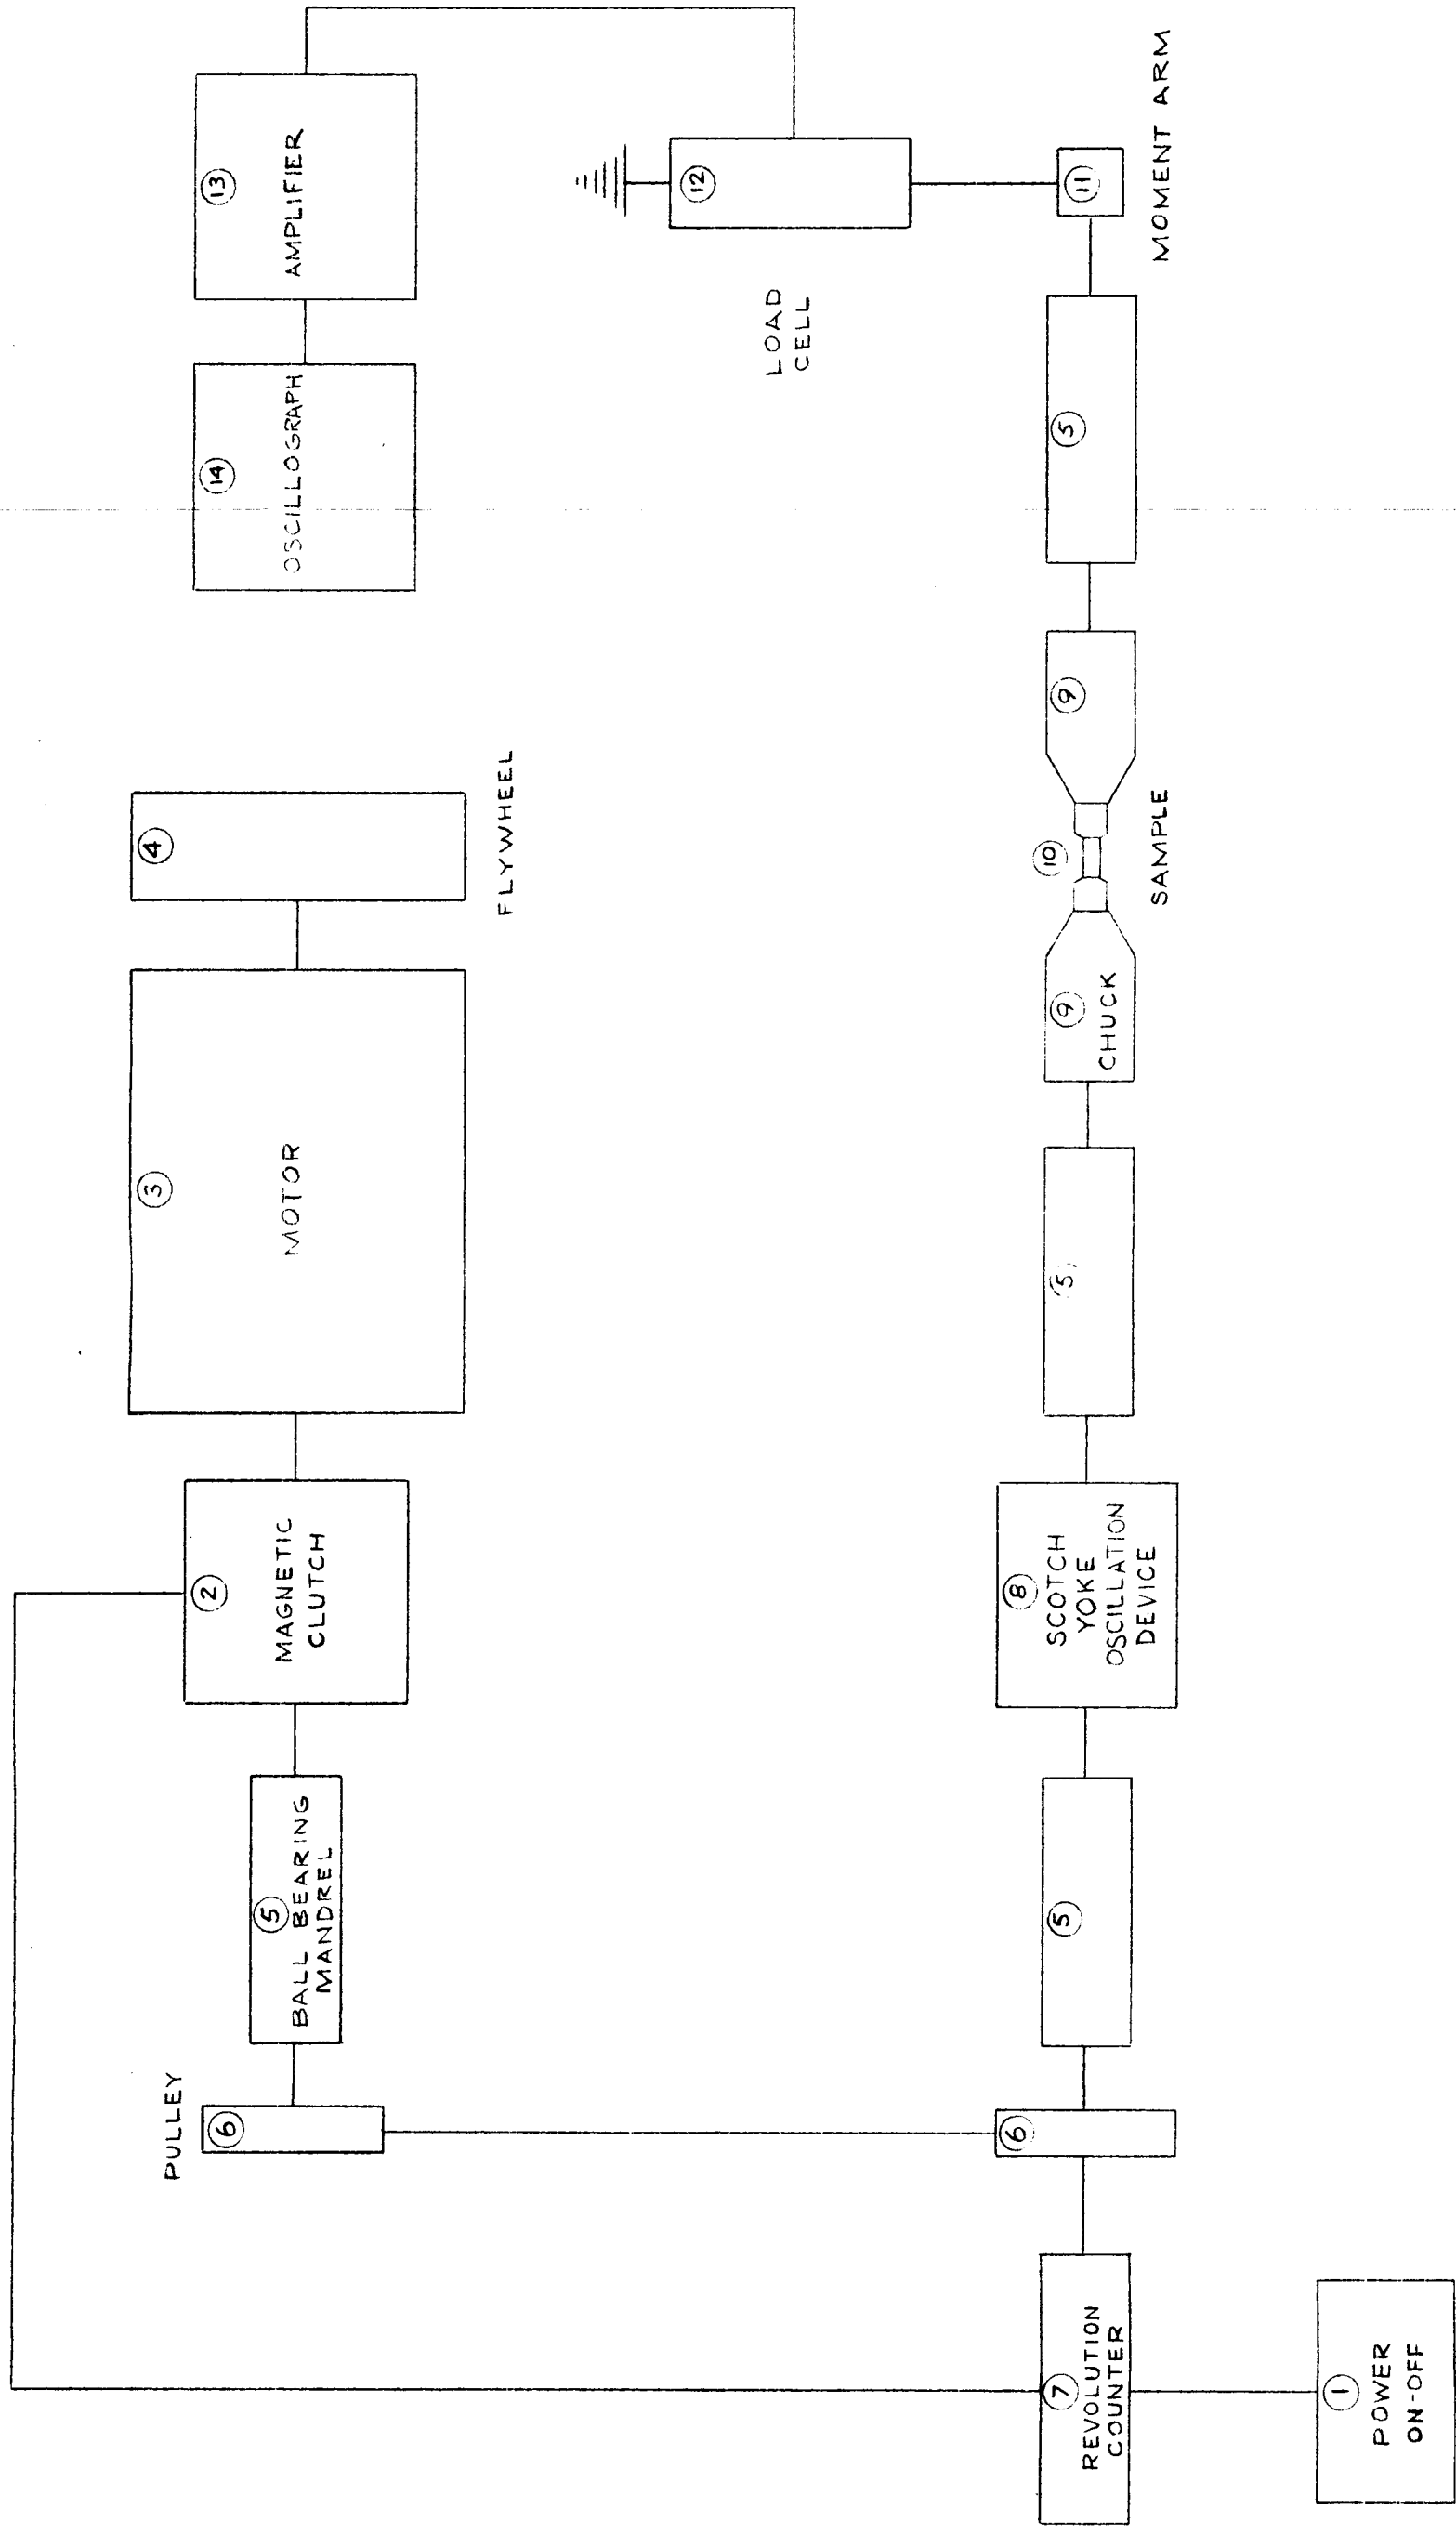 PULLEY
6
5
BALL BEARING
MANDREL
2
MAGNETIC
CLUTCH
3
MOTOR
4
FLYWHEEL
14
OSCILLOGRAPH
13
AMPLIFIER
LOAD
CELL
12
7
REVOLUTION
COUNTER
6
5
8
SCOTCH
YOKE
OSCILLATION
DEVICE
5
9
CHUCK
10
SAMPLE
9
5
11
MOMENT ARM
1
POWER
ON-OFF